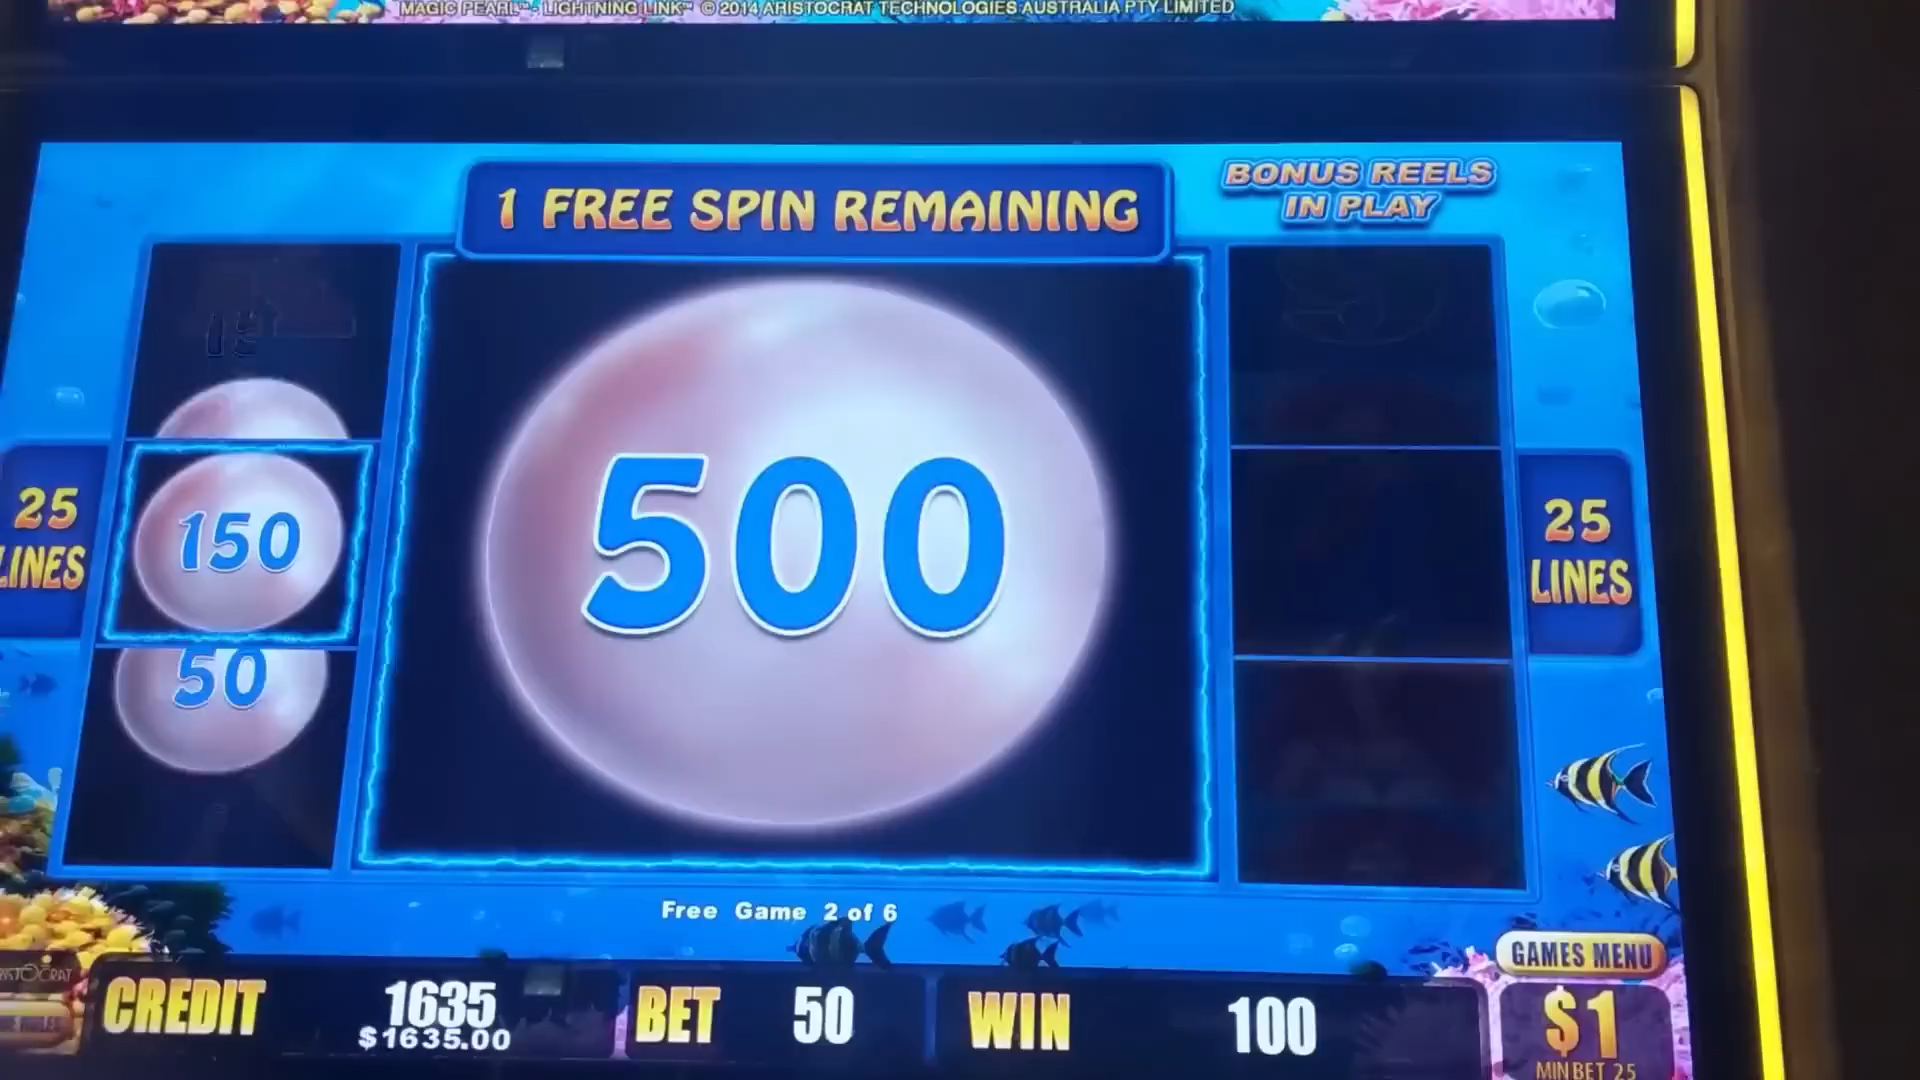 MAGIC PEARL™ - LIGHTNING LINK™ © 2014 ARISTOCRAT TECHNOLOGIES AUSTRALIA PTY LIMITED
1 FREE SPIN REMAINING
BONUS REELS
IN PLAY
25
LINES
150
50
500
25
LINES
Free Game 2 of 6
GAMES MENU
CREDIT
1635
$1635.00
BET
50
WIN
100
$1
MIN BET 25